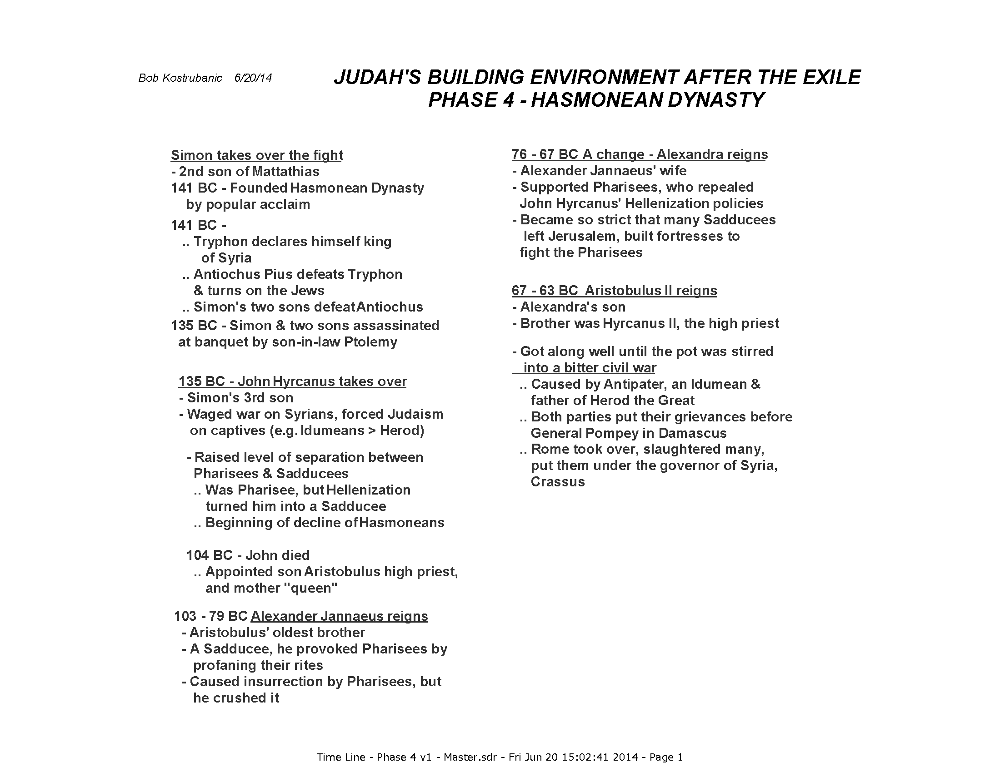 Bob Kostrubanic 6/20/14
JUDAH'S BUILDING ENVIRONMENT AFTER THE EXILE
PHASE 4 - HASMONEAN DYNASTY
Simon takes over the fight
- 2nd son of Mattathias
141 BC - Founded Hasmonean Dynasty
by popular acclaim
141 BC -
.. Tryphon declares himself king
of Syria
.. Antiochus Pius defeats Tryphon
& turns on the Jews
.. Simon's two sons defeat Antiochus
135 BC - Simon & two sons assassinated
at banquet by son-in-law Ptolemy
135 BC - John Hyrcanus takes over
- Simon's 3rd son
- Waged war on Syrians, forced Judaism
on captives (e.g. Idumeans > Herod)
- Raised level of separation between
Pharisees & Sadducees
.. Was Pharisee, but Hellenization
turned him into a Sadducee
.. Beginning of decline of Hasmoneans
104 BC - John died
.. Appointed son Aristobulus high priest,
and mother "queen"
103 - 79 BC Alexander Jannaeus reigns
- Aristobulus' oldest brother
- A Sadducee, he provoked Pharisees by
profaning their rites
- Caused insurrection by Pharisees, but
he crushed it
76 - 67 BC A change - Alexandra reigns
- Alexander Jannaeus' wife
- Supported Pharisees, who repealed
John Hyrcanus' Hellenization policies
- Became so strict that many Sadducees
left Jerusalem, built fortresses to
fight the Pharisees
67 - 63 BC Aristobulus II reigns
- Alexandra's son
- Brother was Hyrcanus II, the high priest
- Got along well until the pot was stirred
into a bitter civil war
.. Caused by Antipater, an Idumean &
father of Herod the Great
.. Both parties put their grievances before
General Pompey in Damascus
.. Rome took over, slaughtered many,
put them under the governor of Syria,
Crassus
Time Line - Phase 4 v1 - Master.sdr - Fri Jun 20 15:02:41 2014 - Page 1